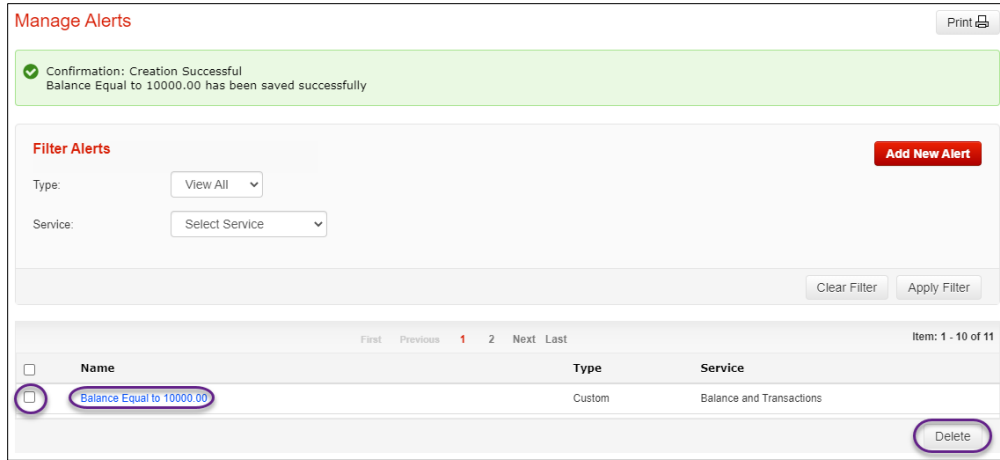 Manage Alerts
Print
Confirmation: Creation Successful
Balance Equal to 10000.00 has been saved successfully
Filter Alerts
Add New Alert
Type: View All
Service: Select Service
Clear Filter Apply Filter
First Previous 1 2 Next Last Item: 1 - 10 of 11
Name Type Service
Balance Equal to 10000.00 Custom Balance and Transactions
Delete